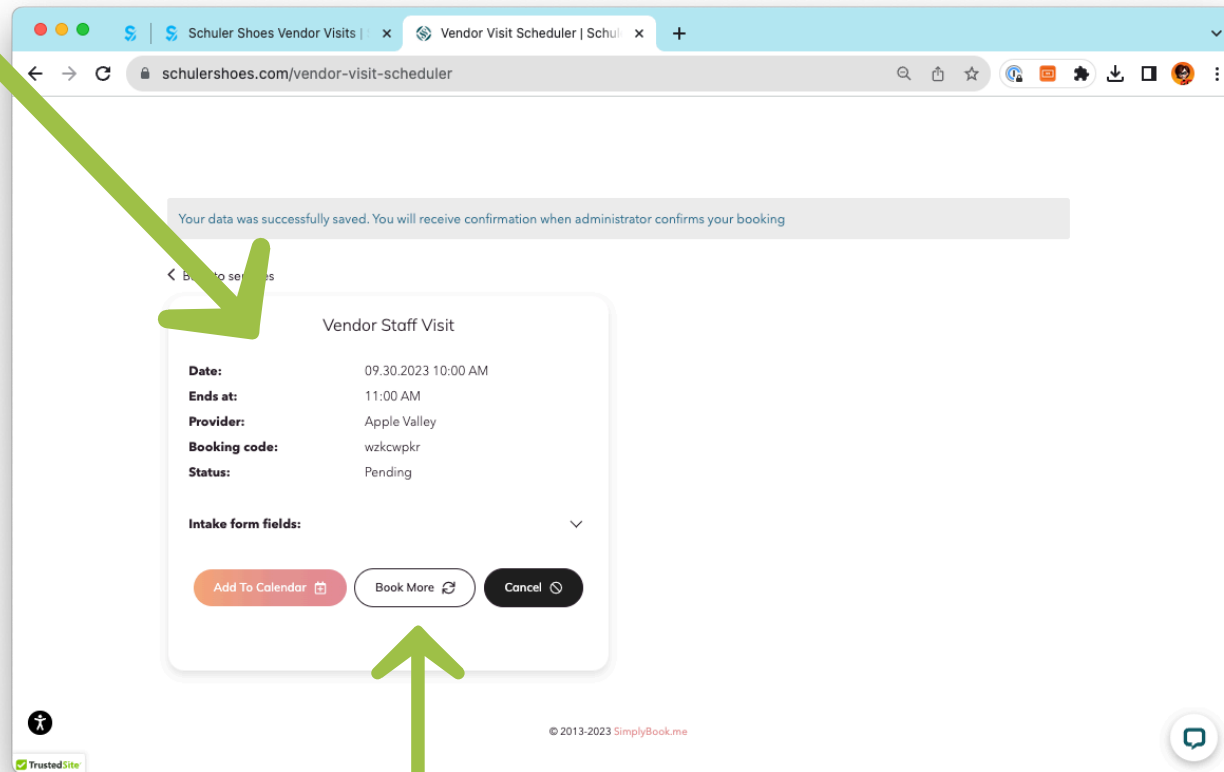 Schuler Shoes Vendor Visits |
Vendor Visit Scheduler | Schul
schulershoes.com/vendor-visit-scheduler
Your data was successfully saved. You will receive confirmation when administrator confirms your booking
to
Vendor Staff Visit
Date: 09.30.2023 10:00 AM
Ends at: 11:00 AM
Provider: Apple Valley
Booking code: wzkcwpkr
Status: Pending
Intake form fields:
Add To Calendar Book More Cancel
© 2013-2023 SimplyBook.me
TrustedSite